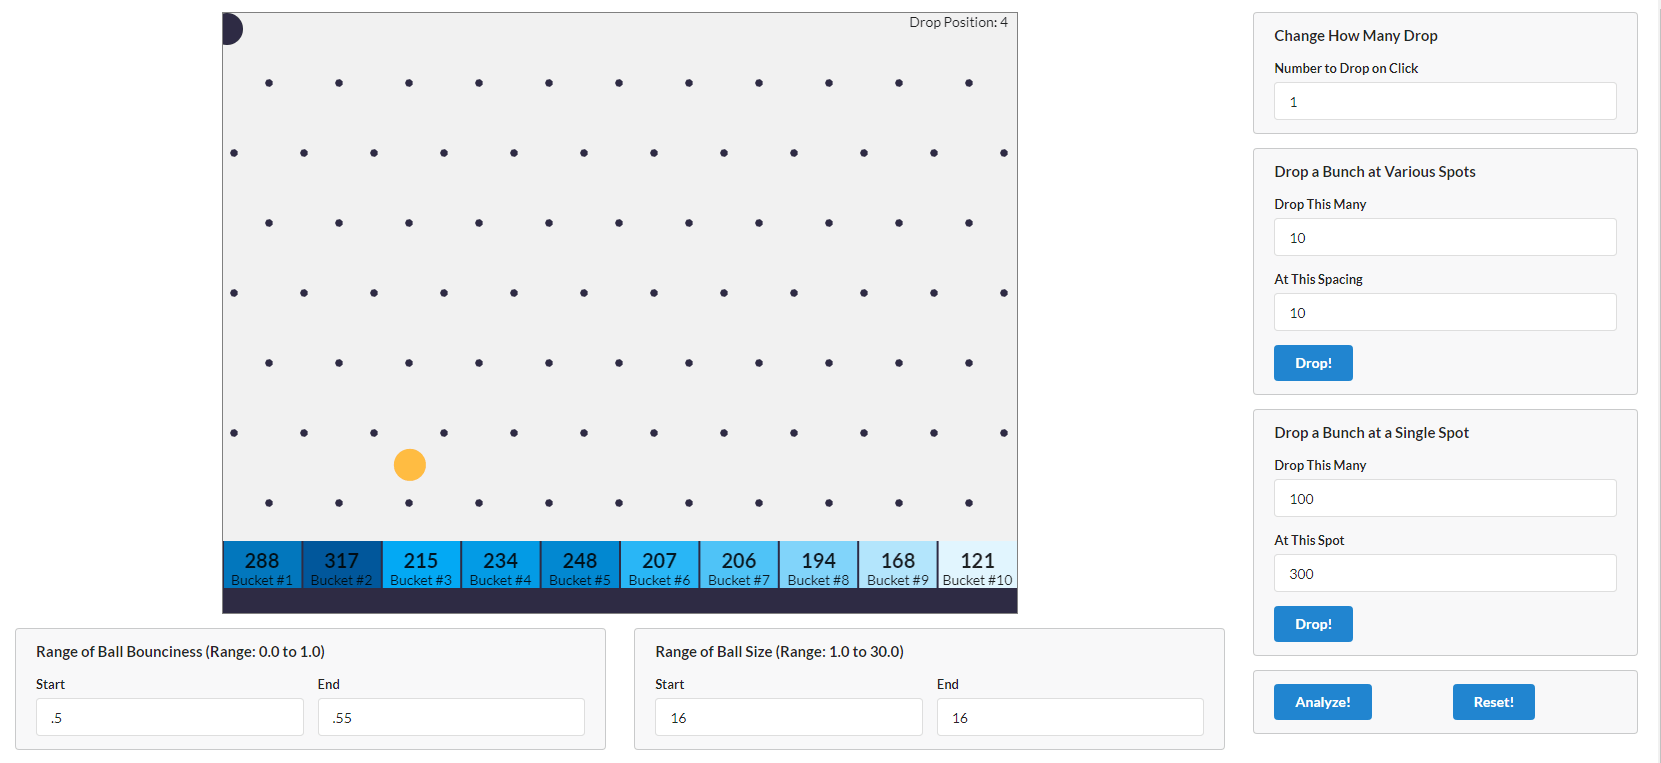 Drop Position: 4
288 317 215 234 248 207 206 194 168 121
Bucket #1 Bucket #2 Bucket #3 Bucket #4 Bucket #5 Bucket #6 Bucket #7 Bucket #8 Bucket #9 Bucket #10
Range of Ball Bounciness (Range: 0.0 to 1.0)
Start End
.5 .55
Range of Ball Size (Range: 1.0 to 30.0)
Start End
16 16
Change How Many Drop
Number to Drop on Click
1
Drop a Bunch at Various Spots
Drop This Many
10
At This Spacing
10
Drop!
Drop a Bunch at a Single Spot
Drop This Many
100
At This Spot
300
Drop!
Analyze! Reset!